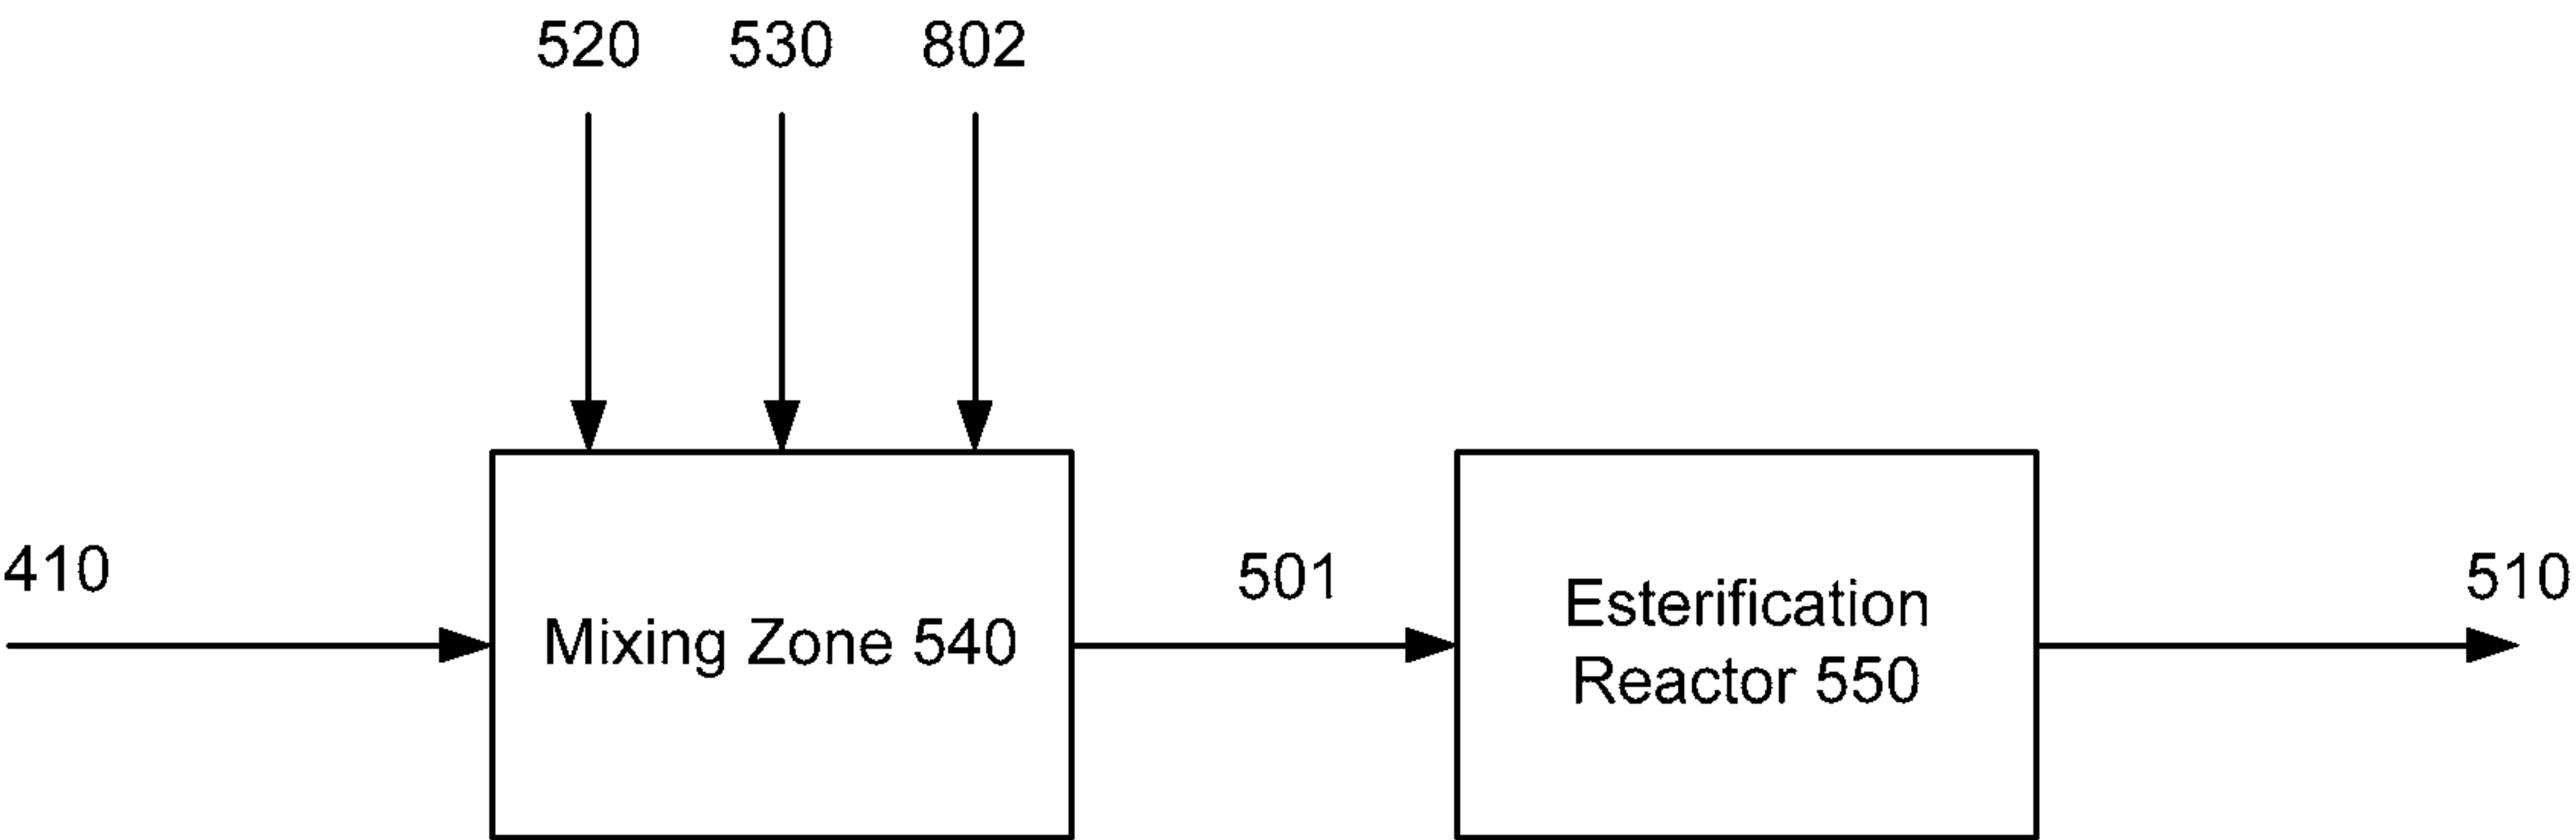 520 530 802
410
Mixing Zone 540
501
Esterification
Reactor 550
510